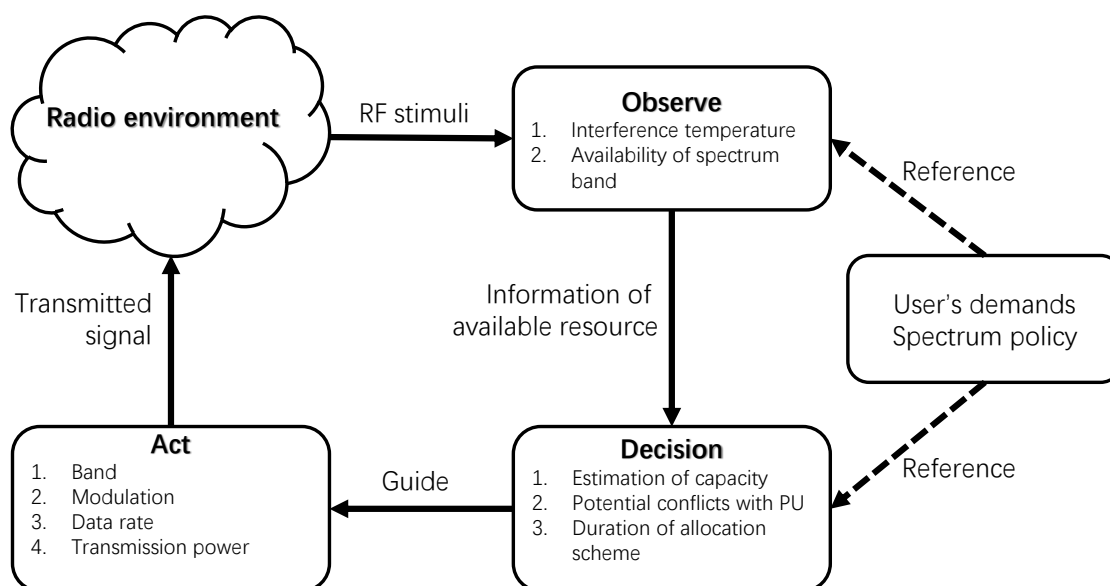 Radio environment
RF stimuli
Observe
1. Interference temperature
2. Availability of spectrum
band
Reference
Transmitted
signal
Information of
available resource
User's demands
Spectrum policy
Act
1. Band
2. Modulation
3. Data rate
4. Transmission power
Guide
Decision
1. Estimation of capacity
2. Potential conflicts with PU
3. Duration of allocation
scheme
Reference